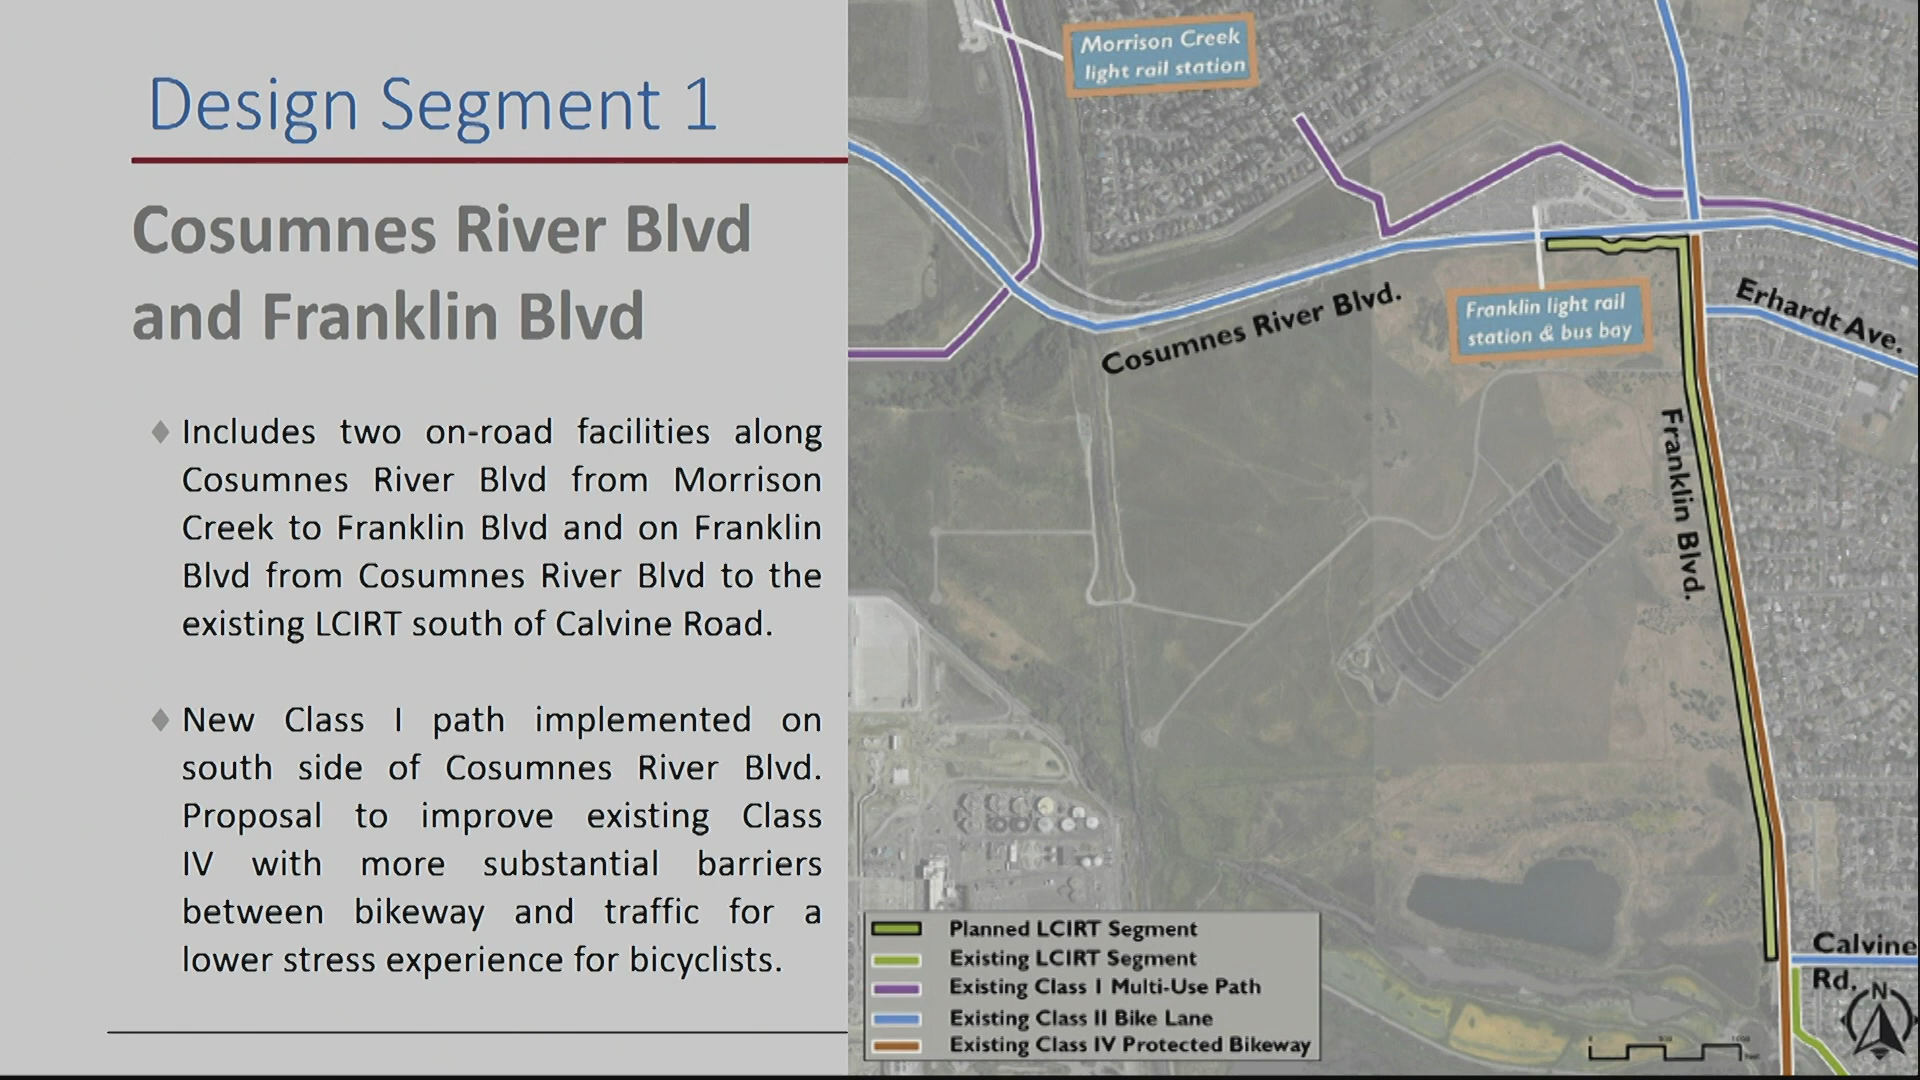 Design Segment 1
Cosumnes River Blvd
and Franklin Blvd
Includes two on-road facilities along
Cosumnes River Blvd from Morrison
Creek to Franklin Blvd and on Franklin
Blvd from Cosumnes River Blvd to the
existing LCIRT south of Calvine Road.
New Class I path implemented on
south side of Cosumnes River Blvd.
Proposal to improve existing Class
IV with more substantial barriers
between bikeway and traffic for a
lower stress experience for bicyclists.
Morrison Creek
light rail station
Cosumnes River Blvd.
Franklin light rail
station & bus bay
Erhardt Ave.
Franklin Blvd.
Calvine
Rd.
N
Planned LCIRT Segment
Existing LCIRT Segment
Existing Class I Multi-Use Path
Existing Class II Bike Lane
Existing Class IV Protected Bikeway